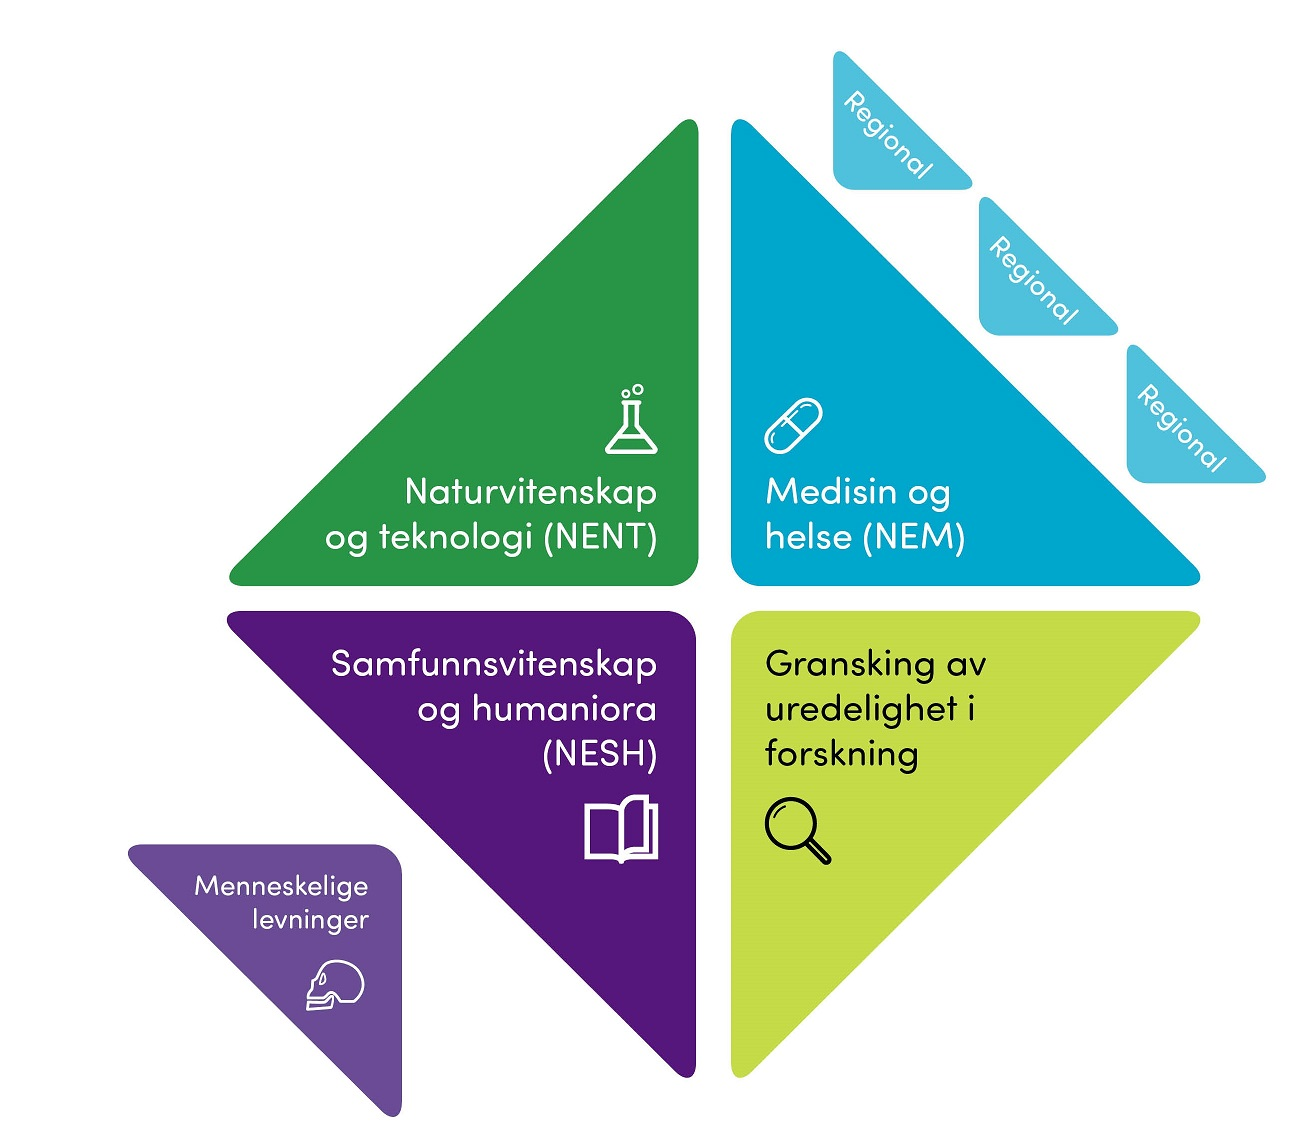 Regional
Regional
Regional
Naturvitenskap
og teknologi (NENT)
Medisin og
helse (NEM)
Samfunnsvitenskap
og humaniora
(NESH)
Gransking av
uredelighet i
forskning
Menneskelige
levninger